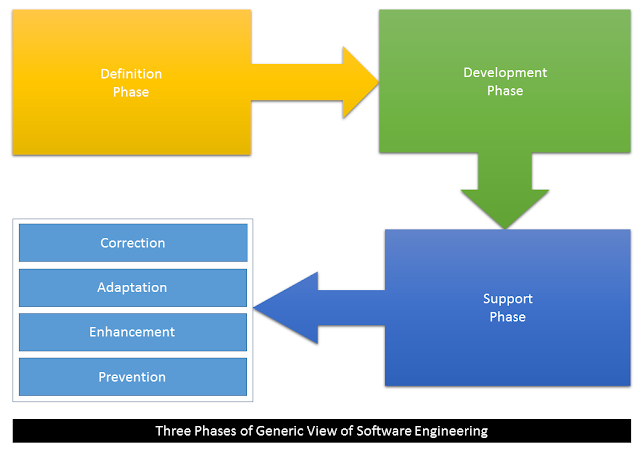 Definition
Phase
Development
Phase
Correction
Adaptation
Enhancement
Prevention
Support
Phase
Three Phases of Generic View of Software Engineering